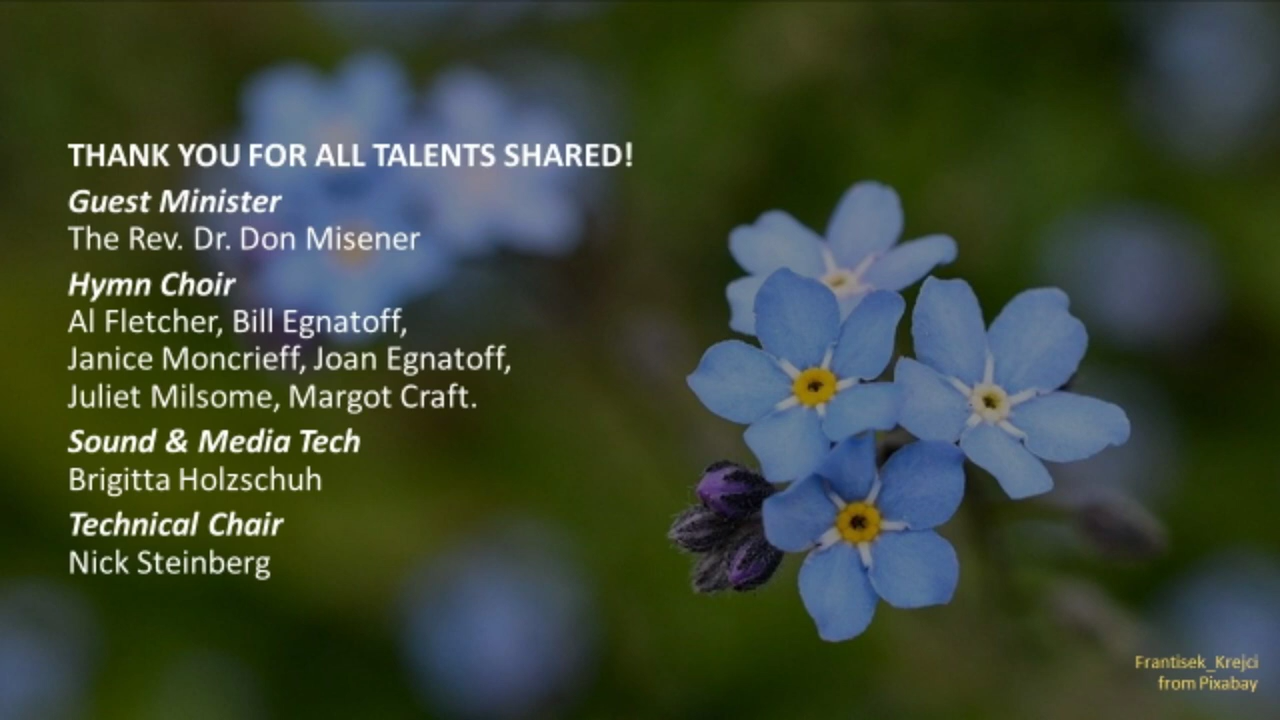 THANK YOU FOR ALL TALENTS SHARED!
Guest Minister
The Rev. Dr. Don Misener
Hymn Choir
Al Fletcher, Bill Egnatoff,
Janice Moncrieff, Joan Egnatoff,
Juliet Milsome, Margot Craft.
Sound & Media Tech
Brigitta Holzschuh
Technical Chair
Nick Steinberg
Frantisek_Krejci
from Pixabay